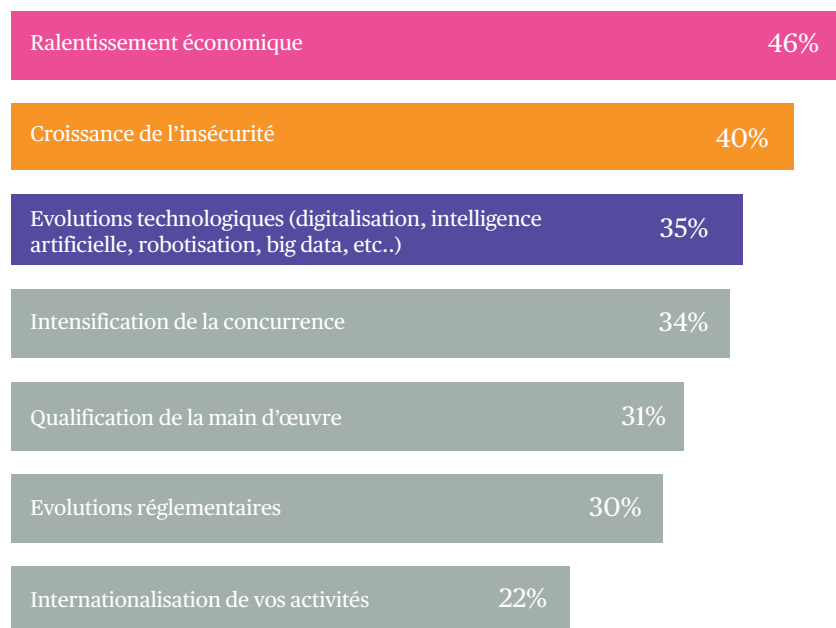 Ralentissement économique 46%
Croissance de l’insécurité 40%
Evolutions technologiques (digitalisation, intelligence
artificielle, robotisation, big data, etc..) 35%
Intensification de la concurrence 34%
Qualification de la main d’œuvre 31%
Evolutions réglementaires 30%
Internationalisation de vos activités 22%